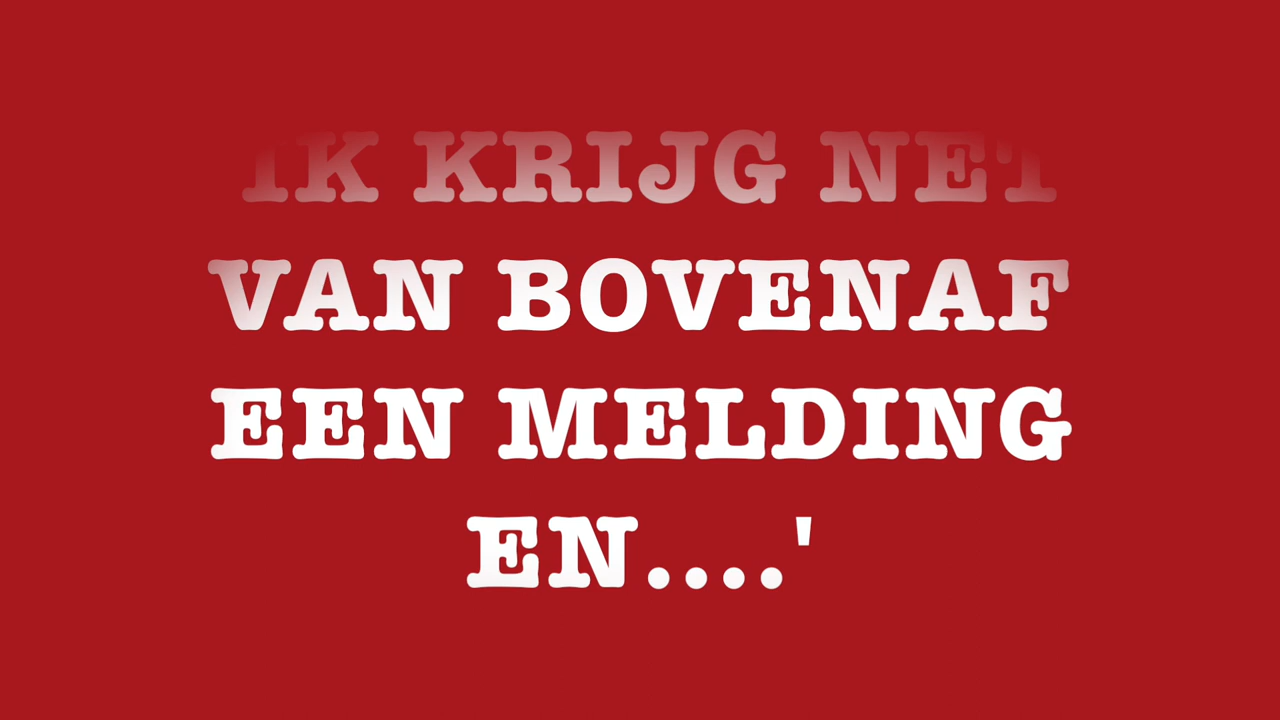 IK KRIJG NET
VAN BOVENAF
EEN MELDING
EN....'